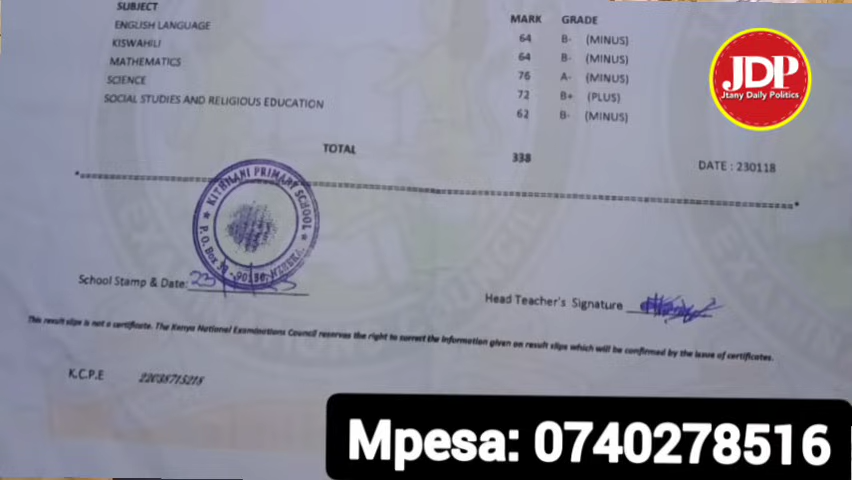 SUBJECT MARK GRADE
ENGLISH LANGUAGE 64 B- (MINUS)
KISWAHILI 64 B- (MINUS)
MATHEMATICS 76 A- (MINUS)
SCIENCE 72 B+ (PLUS)
SOCIAL STUDIES AND RELIGIOUS EDUCATION 62 B- (MINUS)
JDP
Jtany Daily Politics
TOTAL 338
DATE : 230118
PRIMARY SCHOOL
P.O. Box
School Stamp & Date: 23
Head Teacher's Signature
This result slips is not a certificate. The Kenya National Examinations Council reserves the right to correct the information given on result slips which will be confirmed by the issue of certificates.
K.C.P.E
Mpesa: 0740278516